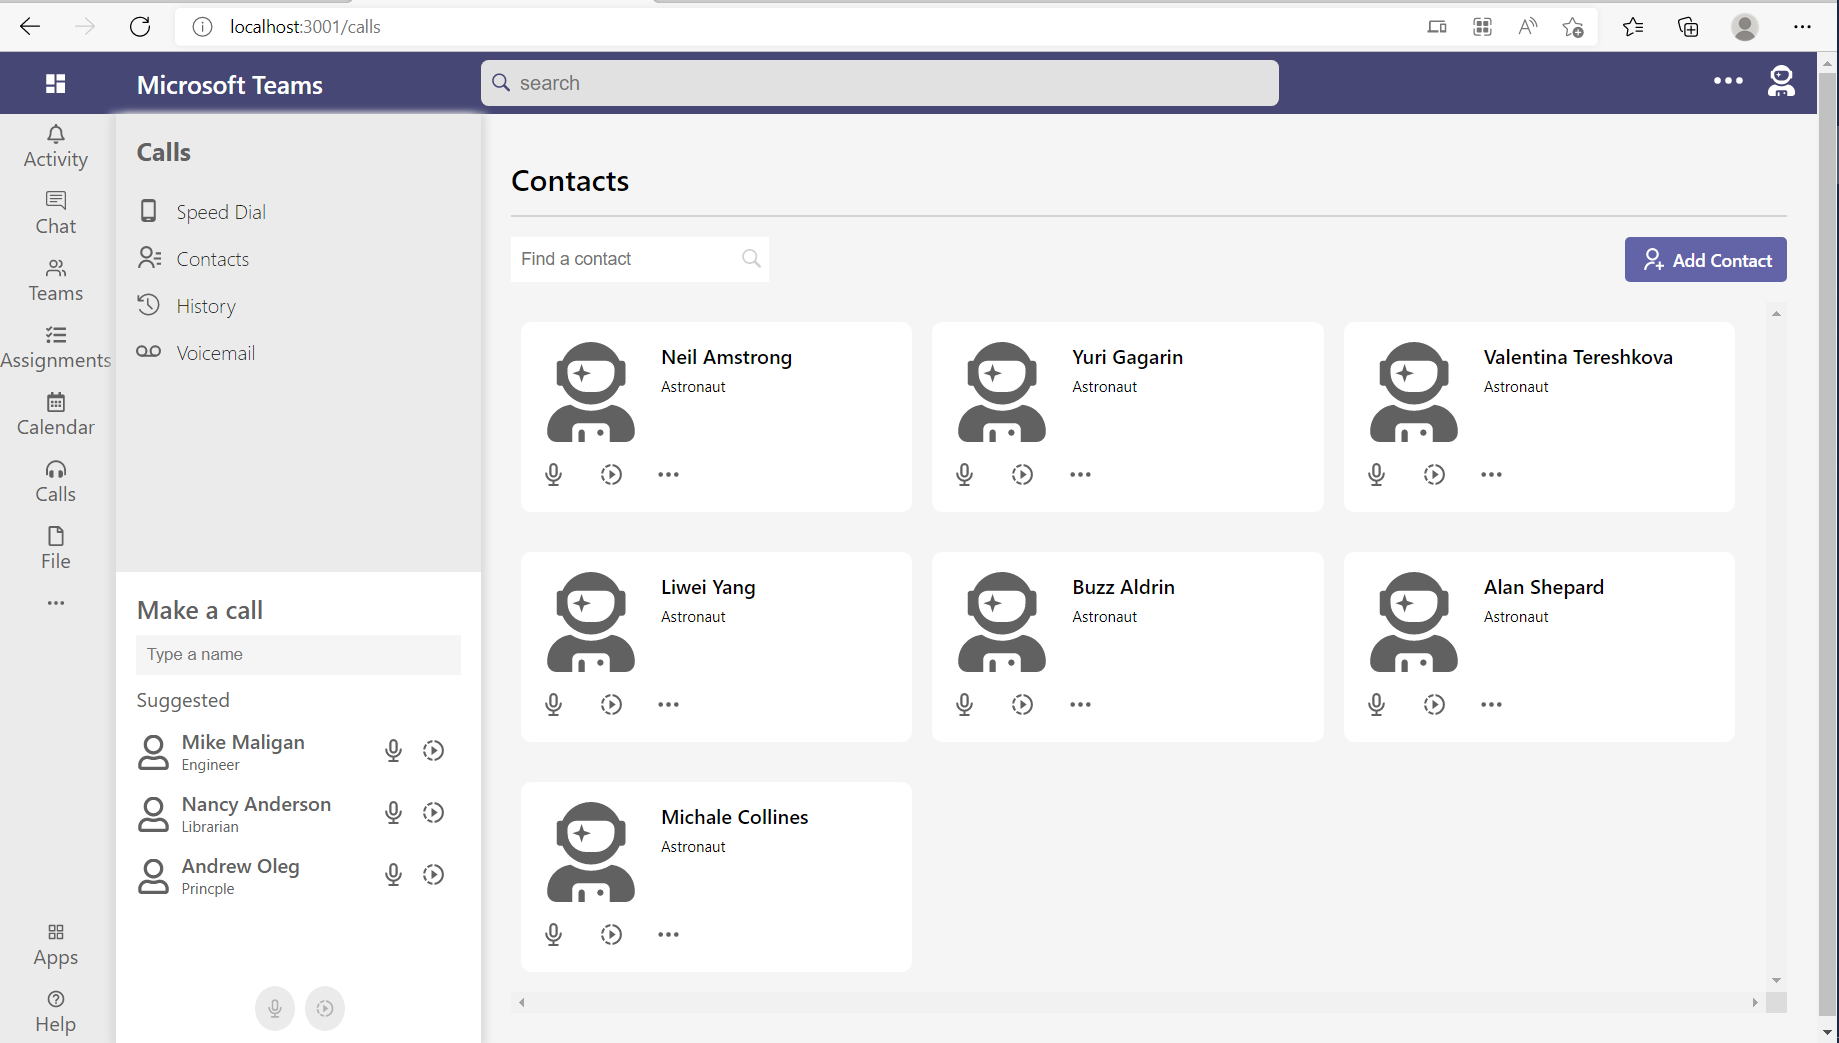 localhost:3001/calls
Microsoft Teams
search
Activity
Chat
Teams
Assignments
Calendar
Calls
File
Apps
Help
Calls
Speed Dial
Contacts
History
Voicemail
Make a call
Type a name
Suggested
Mike Maligan
Engineer
Nancy Anderson
Librarian
Andrew Oleg
Princple
Contacts
Find a contact
Add Contact
Neil Amstrong
Astronaut
Yuri Gagarin
Astronaut
Valentina Tereshkova
Astronaut
Liwei Yang
Astronaut
Buzz Aldrin
Astronaut
Alan Shepard
Astronaut
Michale Collines
Astronaut